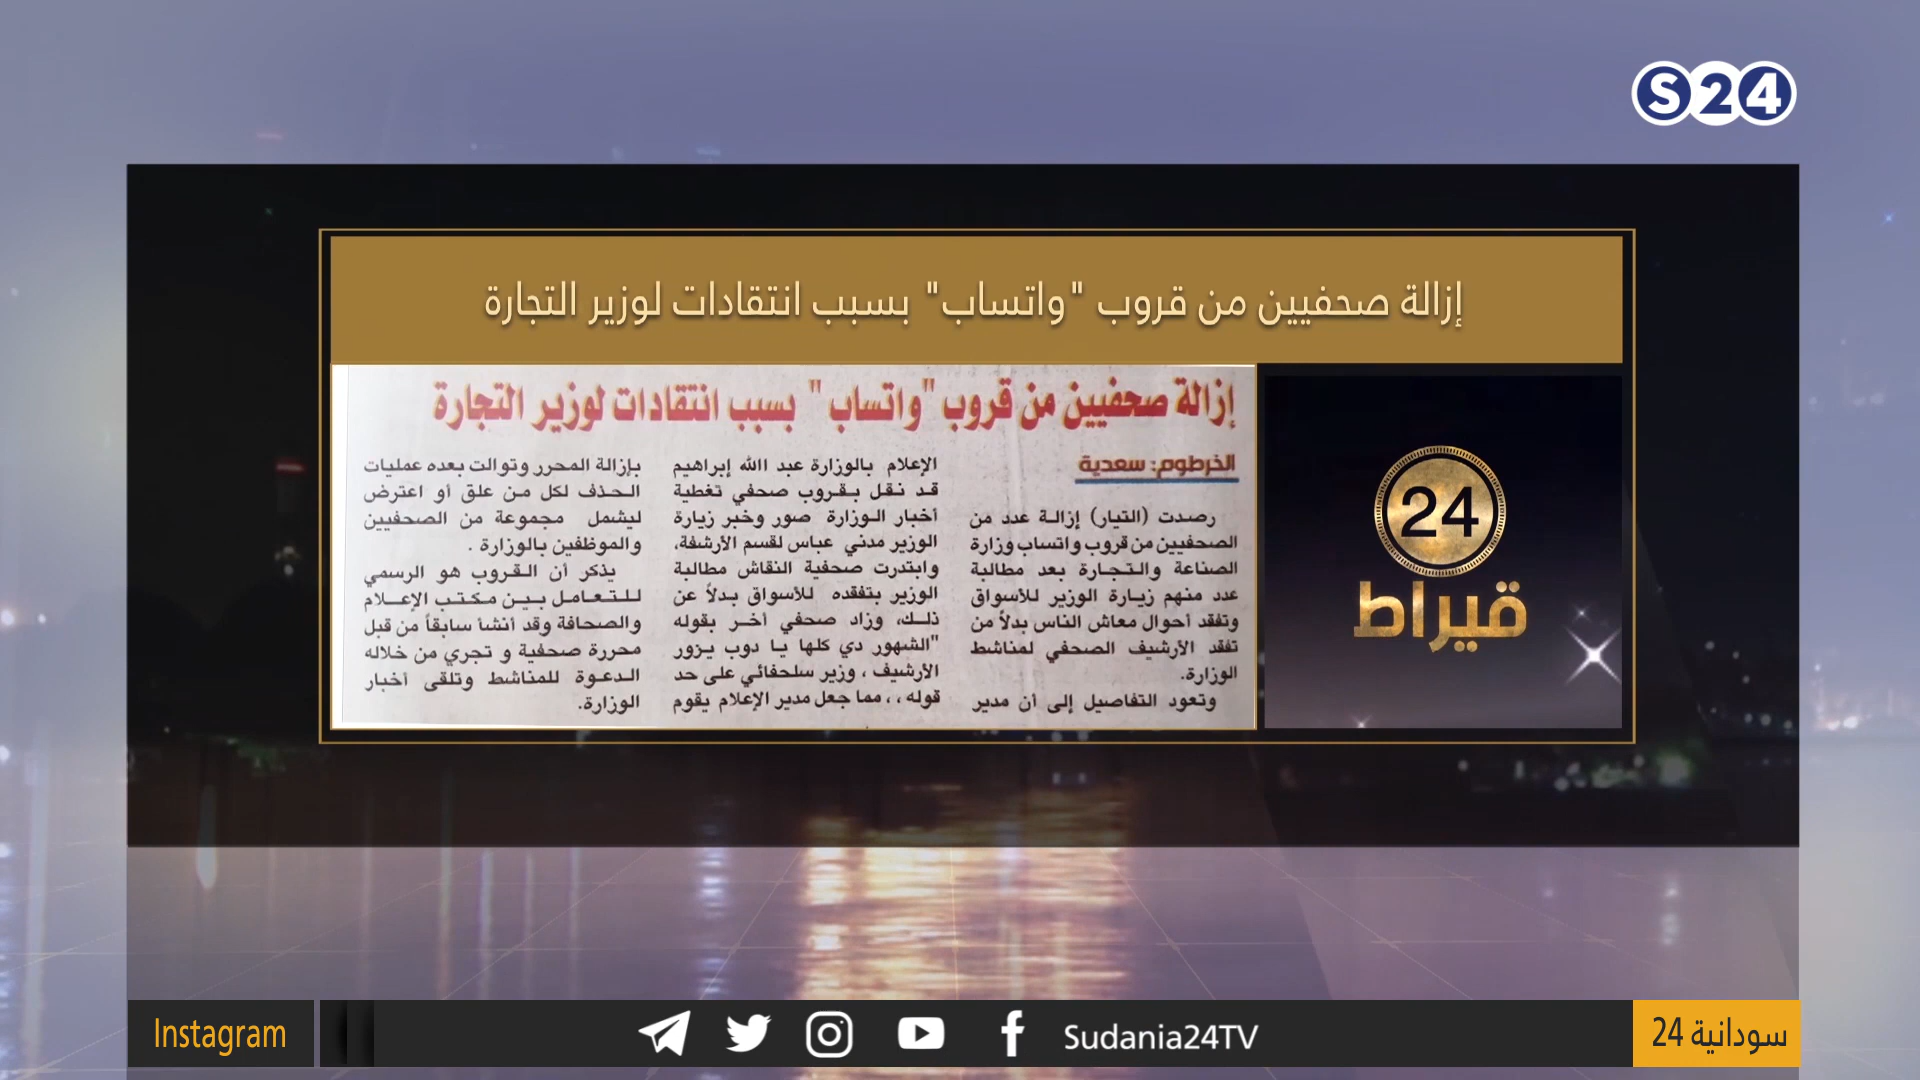 S24
إزالة صحفيين من قروب "واتساب" بسبب انتقادات لوزير التجارة
إزالة صحفيين من قروب "واتساب" بسبب انتقادات لوزير التجارة
الخرطوم: سعدية
رصدت (التيار) إزالة عدد من
الصحفيين من قروب واتساب وزارة
الصناعة والتجارة بعد مطالبة
عدد منهم زيارة الوزير للأسواق
وتفقد أحوال معاش الناس بدلاً من
تفقد الأرشيف الصحفي لمناشط
الوزارة.
وتعود التفاصيل إلى أن مدير
الإعلام بالوزارة عبد االله إبراهيم
قد نقل بقروب صحفي تغطية
أخبار الوزارة صور وخبر زيارة
الوزير مدني عباس لقسم الأرشفة،
وابتدرت صحفية النقاش مطالبة
الوزير بتفقده للأسواق بدلاً عن
ذلك، وزاد صحفي أخر بقوله
"الشهور دي كلها يا دوب يزور
الأرشيف ، وزير سلحفائي على حد
قوله ،، مما جعل مدير الإعلام يقوم
بإزالة المحرر وتوالت بعده عمليات
الحذف لكل من علق أو اعترض
ليشمل مجموعة من الصحفيين
والموظفين بالوزارة .
يذكر أن القروب هو الرسمي
للتعامل بين مكتب الإعلام
والصحافة وقد أنشأ سابقاً من قبل
محررة صحفية و تجري من خلاله
الدعوة للمناشط وتلقى أخبار
الوزارة.
24
قيراط
Instagram
Sudania24TV
سودانية 24